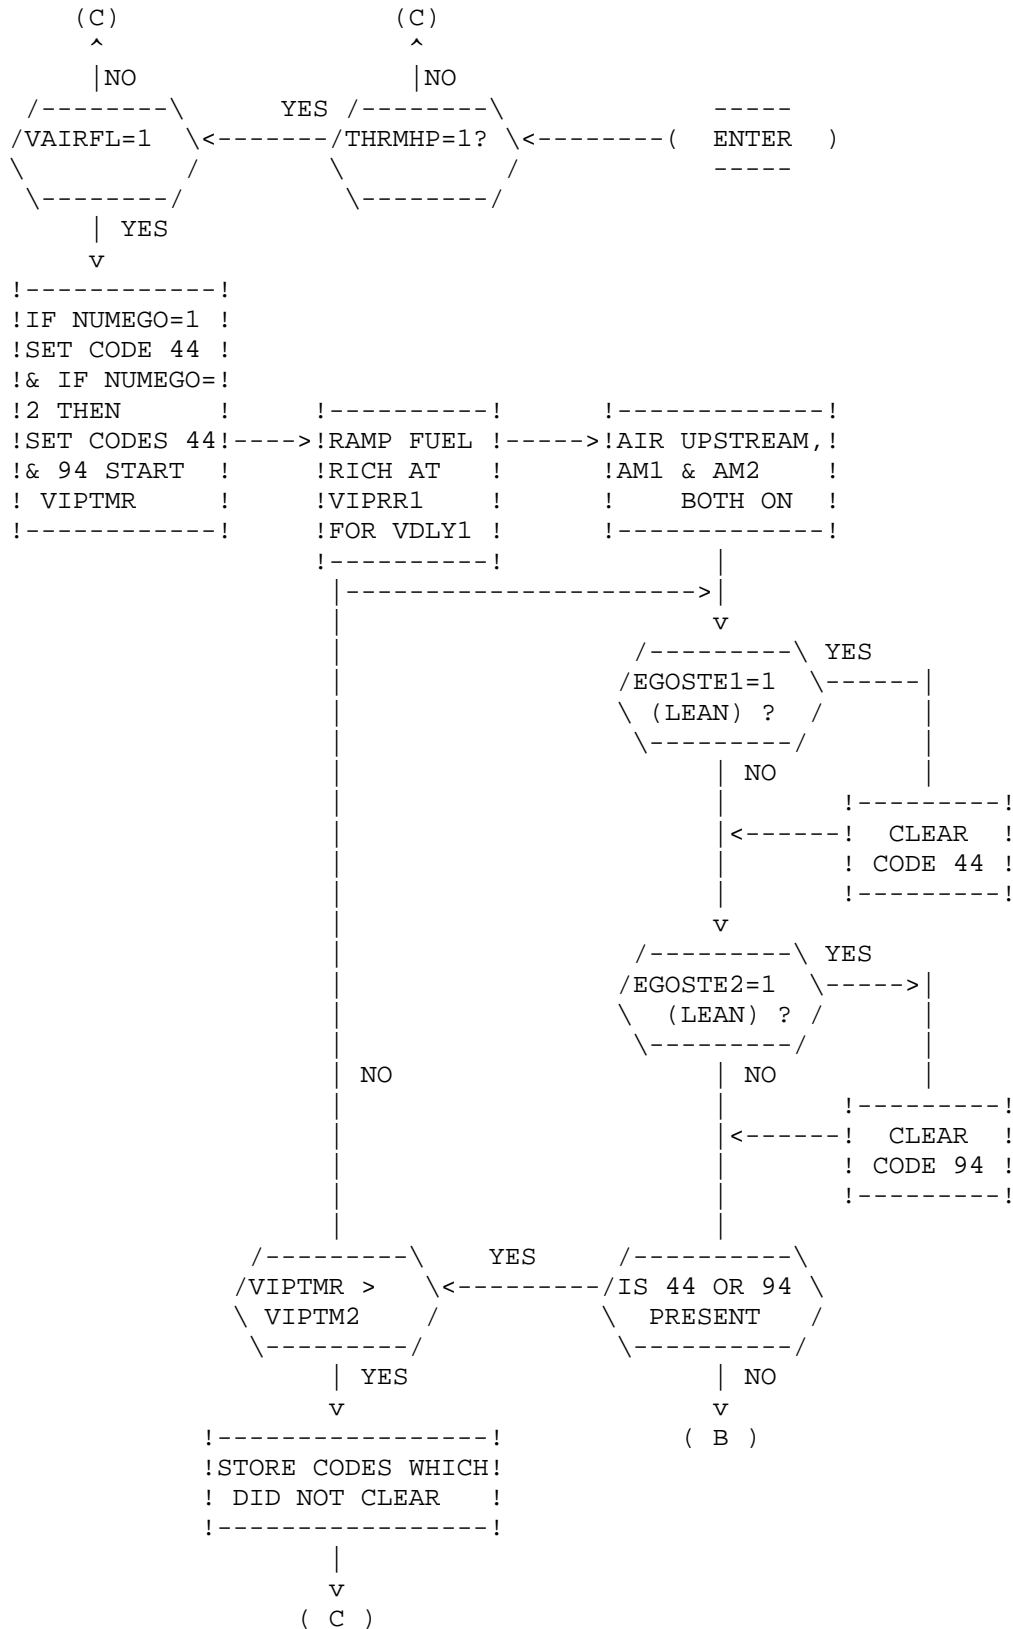 (C) (C)
^ ^
|NO |NO
/--------\ YES /--------\ -----
/VAIRFL=1 \<-------/THRMHP=1? \<--------( ENTER )
\ / \ / -----
\--------/ \--------/
| YES
v
!------------!
!IF NUMEGO=1 !
!SET CODE 44 !
!& IF NUMEGO=!
!2 THEN ! !----------! !-------------!
!SET CODES 44!---->!RAMP FUEL !----->!AIR UPSTREAM,!
!& 94 START ! !RICH AT !AM1 & AM2 !
! VIPTMR ! !VIPRR1 ! ! BOTH ON !
!------------! !FOR VDLY1 ! !-------------!
!----------! |
|----------------------->|
| v
| /---------\ YES
| /EGOSTE1=1 \------|
| \ (LEAN) ? / |
| \---------/ |
| | NO |
| | !---------!
| |<------! CLEAR !
| | ! CODE 44 !
| | !---------!
| v
| /---------\ YES
| /EGOSTE2=1 \----->|
| \ (LEAN) ? / |
| \---------/ |
| NO | NO |
| | !---------!
| |<------! CLEAR !
| | ! CODE 94 !
| | !---------!
| |
/---------\ YES /----------\
/VIPTMR > \<---------/IS 44 OR 94 \
\ VIPTM2 / \ PRESENT /
\---------/ \----------/
| YES | NO
v v
!-----------------! ( B )
!STORE CODES WHICH!
! DID NOT CLEAR !
!-----------------!
|
v
( C )